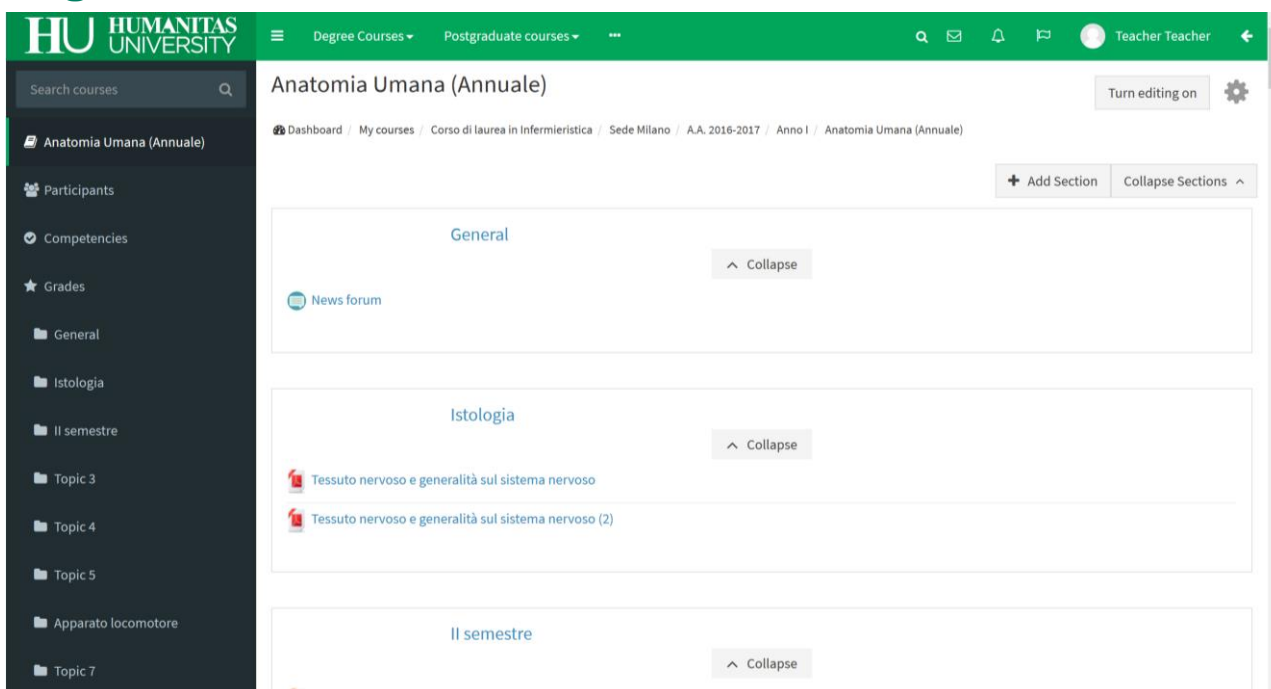 HU HUMANITAS UNIVERSITY
Degree Courses Postgraduate courses ... Teacher Teacher
Search courses
Anatomia Umana (Annuale)
Participants
Competencies
Grades
General
Istologia
II semestre
Topic 3
Topic 4
Topic 5
Apparato locomotore
Topic 7
Anatomia Umana (Annuale)
Turn editing on
Dashboard / My courses / Corso di laurea in Infermieristica / Sede Milano / A.A. 2016-2017 / Anno I / Anatomia Umana (Annuale)
+ Add Section Collapse Sections
General
Collapse
News forum
Istologia
Collapse
Tessuto nervoso e generalità sul sistema nervoso
Tessuto nervoso e generalità sul sistema nervoso (2)
II semestre
Collapse